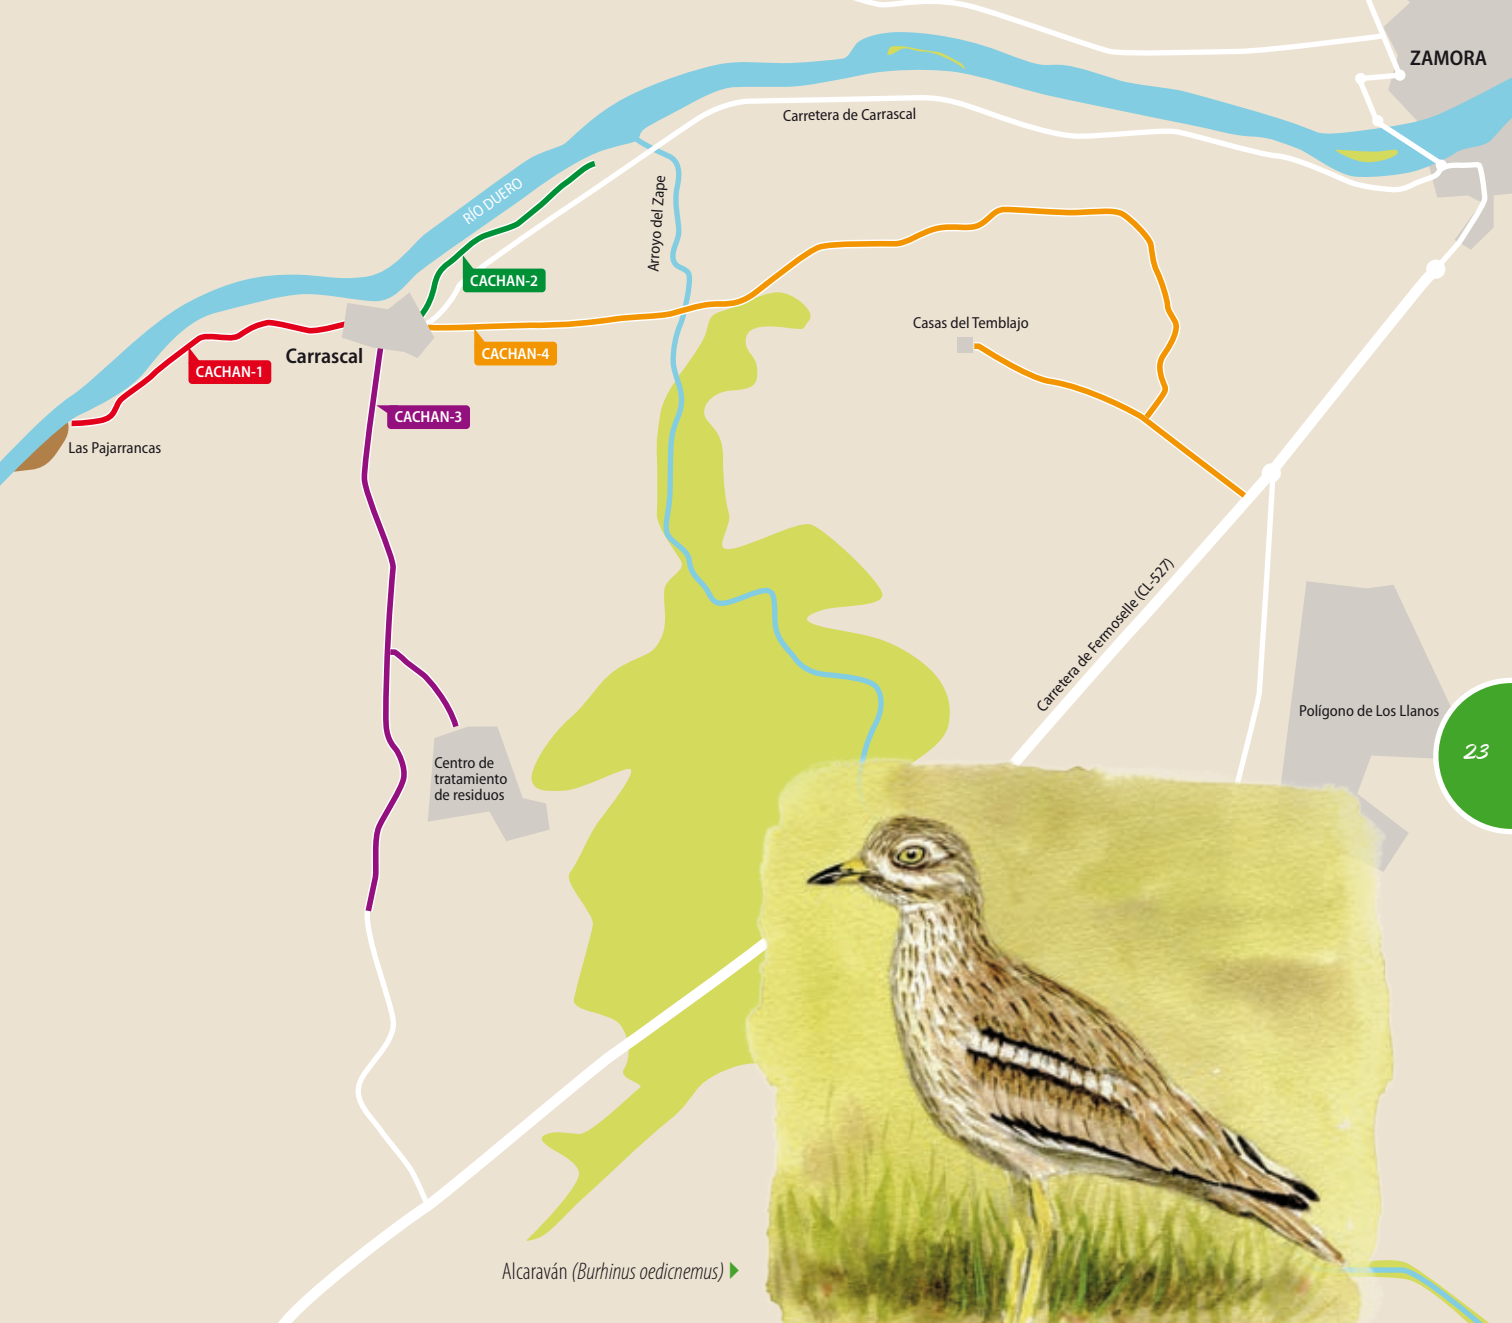 ZAMORA
Carretera de Carrascal
RÍO DUERO
Arroyo del Zape
CACHAN-2
Casas del Temblajo
CACHAN-4
Carrascal
CACHAN-1
CACHAN-3
Las Pajarrancas
Carretera de Fermoselle (CL-527)
Polígono de Los Llanos
23
Centro de
tratamiento
de residuos
Alcaraván (Burhinus oedicnemus)